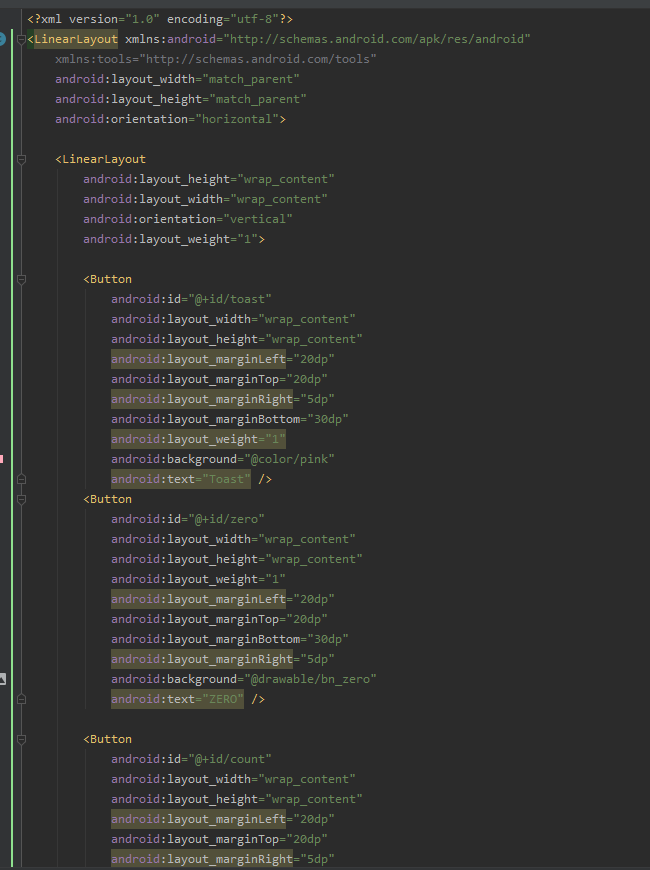 <?xml version="1.0" encoding="utf-8"?>
<LinearLayout xmlns:android="http://schemas.android.com/apk/res/android"
xmlns:tools="http://schemas.android.com/tools"
android:layout_width="match_parent"
android:layout_height="match_parent"
android:orientation="horizontal">
<LinearLayout
android:layout_height="wrap_content"
android:layout_width="wrap_content"
android:orientation="vertical"
android:layout_weight="1">
<Button
android:id="@+id/toast"
android:layout_width="wrap_content"
android:layout_height="wrap_content"
android:layout_marginLeft="20dp"
android:layout_marginTop="20dp"
android:layout_marginRight="5dp"
android:layout_marginBottom="30dp"
android:layout_weight="1"
android:background="@color/pink"
android:text="Toast" />
<Button
android:id="@+id/zero"
android:layout_width="wrap_content"
android:layout_height="wrap_content"
android:layout_weight="1"
android:layout_marginLeft="20dp"
android:layout_marginTop="20dp"
android:layout_marginBottom="30dp"
android:layout_marginRight="5dp"
android:background="@drawable/bn_zero"
android:text="ZERO" />
<Button
android:id="@+id/count"
android:layout_width="wrap_content"
android:layout_height="wrap_content"
android:layout_marginLeft="20dp"
android:layout_marginTop="20dp"
android:layout_marginRight="5dp"